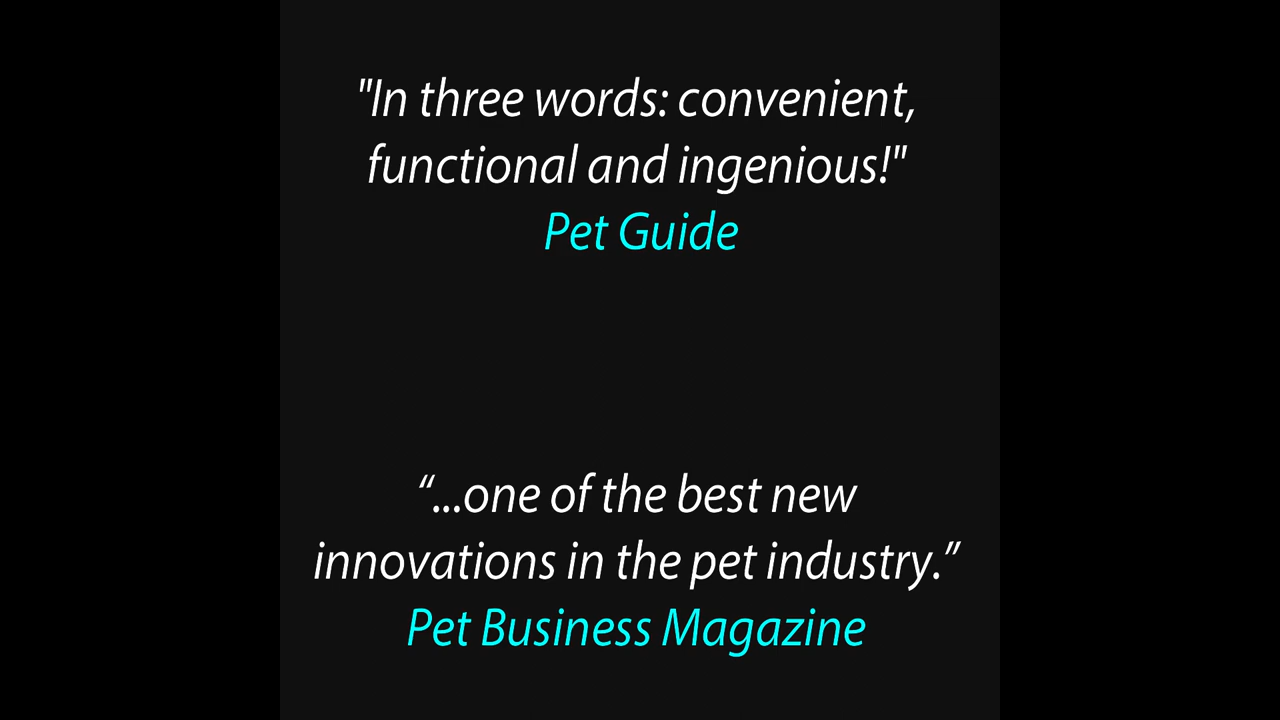 "In three words: convenient,
functional and ingenious!"
Pet Guide
“...one of the best new
innovations in the pet industry.”
Pet Business Magazine